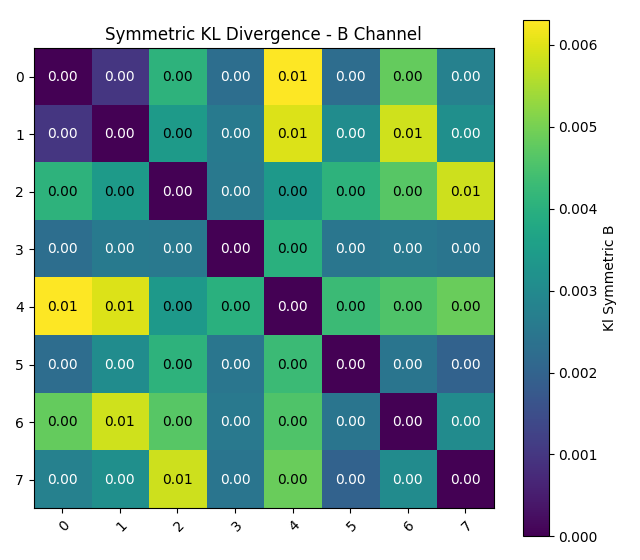 Symmetric KL Divergence - B Channel
0 0.00 0.00 0.00 0.00 0.01 0.00 0.00 0.00
1 0.00 0.00 0.00 0.00 0.01 0.00 0.01 0.00
2 0.00 0.00 0.00 0.00 0.00 0.00 0.00 0.01
3 0.00 0.00 0.00 0.00 0.00 0.00 0.00 0.00
4 0.01 0.01 0.00 0.00 0.00 0.00 0.00 0.00
5 0.00 0.00 0.00 0.00 0.00 0.00 0.00 0.00
6 0.00 0.01 0.00 0.00 0.00 0.00 0.00 0.00
7 0.00 0.00 0.01 0.00 0.00 0.00 0.00 0.00
0 1 2 3 4 5 6 7
0.006
0.005
0.004
0.003
0.002
0.001
0.000
Kl Symmetric B